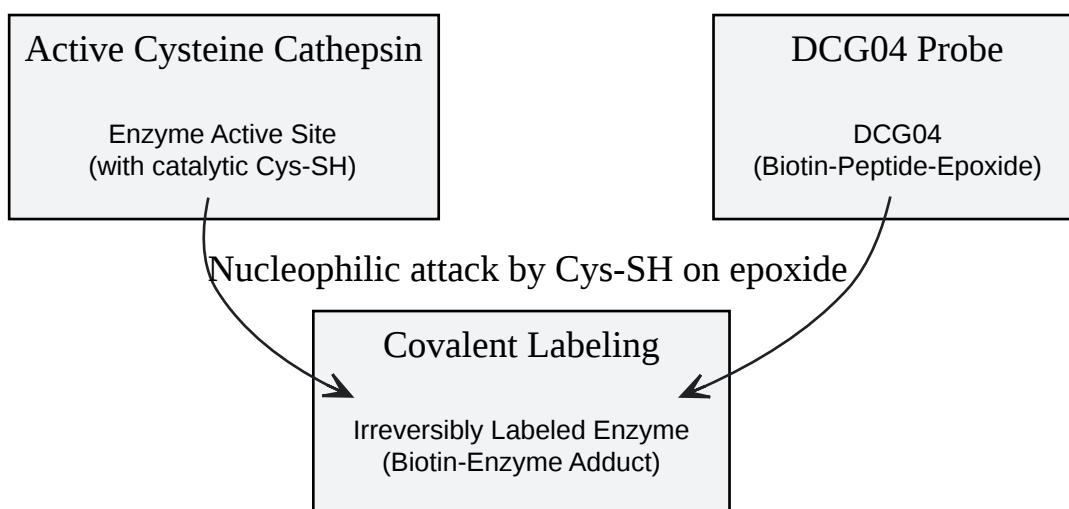 Active Cysteine Cathepsin
Enzyme Active Site
(with catalytic Cys-SH)
DCG04 Probe
DCG04
(Biotin-Peptide-Epoxide)
Nucleophilic attack by Cys-SH on epoxide
Covalent Labeling
Irreversibly Labeled Enzyme
(Biotin-Enzyme Adduct)